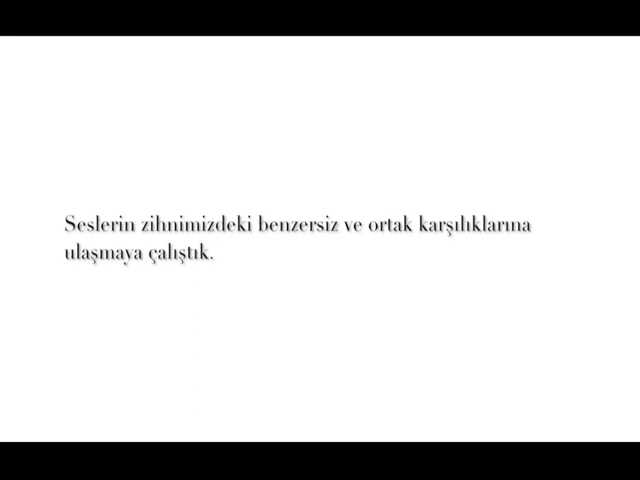 Seslerin zihnimizdeki benzersiz ve ortak karşılıklarına
ulaşmaya çalıştık.